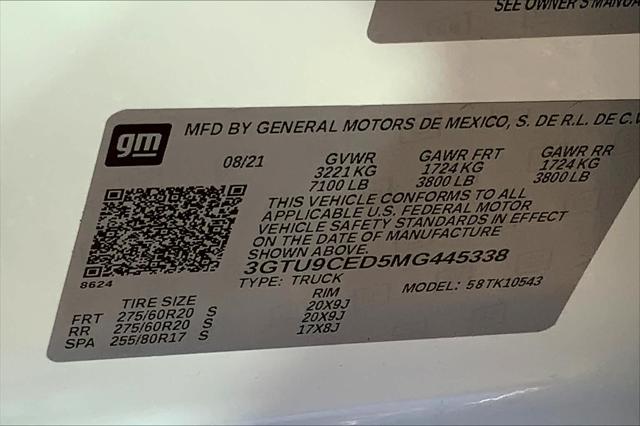 SEE OWNER'S MANUA
gm
MFD BY GENERAL MOTORS DE MEXICO, S. DE R.L. DE C.V
08/21 GVWR GAWR FRT GAWR RR
3221 KG 1724 KG 1724 KG
7100 LB 3800 LB 3800 LB
THIS VEHICLE CONFORMS TO ALL
APPLICABLE U.S. FEDERAL MOTOR
VEHICLE SAFETY STANDARDS IN EFFECT
ON THE DATE OF MANUFACTURE
SHOWN ABOVE.
3GTU9CED5MG445338
8624
TYPE: TRUCK MODEL: 58TK10543
TIRE SIZE RIM
FRT 275/60R20 S 20X9J
RR 275/60R20 S 20X9J
SPA 255/80R17 S 17X8J